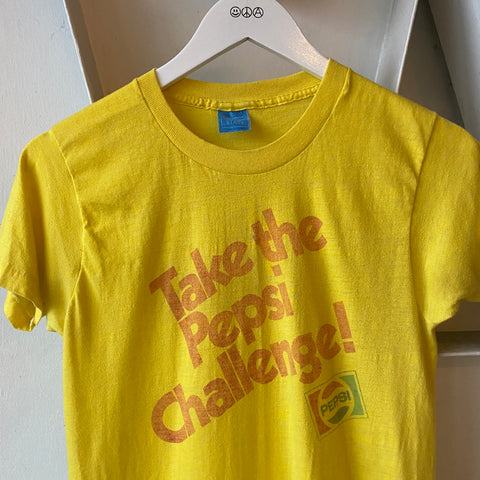 Take the
Pepsi
Challenge!
PEPSI